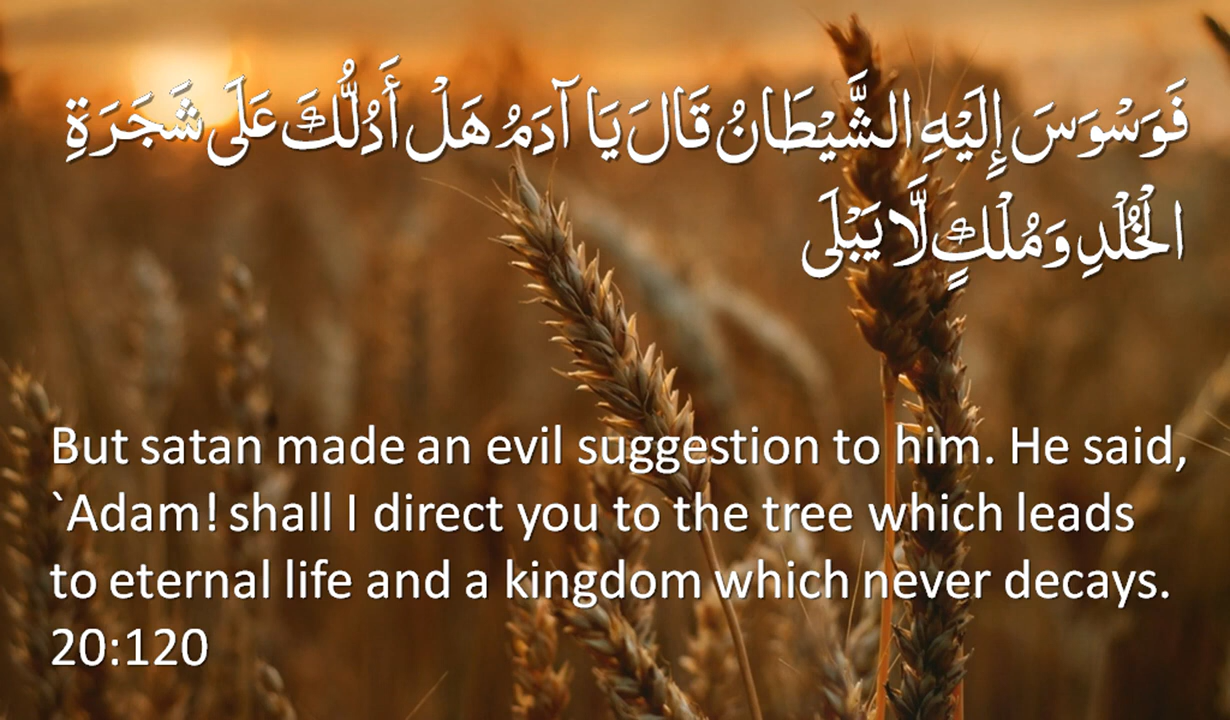 فَوَسْوَسَ إِلَيْهِ الشَّيْطَانُ قَالَ يَا آدَمُ هَلْ أَدُلُّكَ عَلَى شَجَرَةِ
الْخُلْدِ وَمُلْكٍ لَّا يَبْلَى
But satan made an evil suggestion to him. He said,
`Adam! shall I direct you to the tree which leads
to eternal life and a kingdom which never decays.
20:120